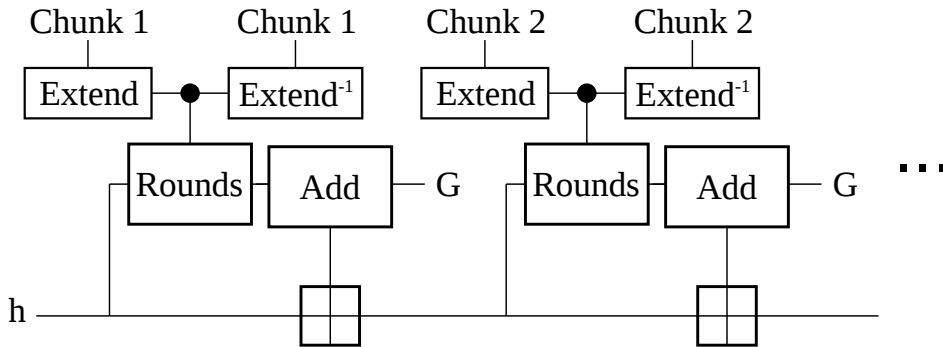 Chunk 1 Chunk 1 Chunk 2 Chunk 2
Extend Extend⁻¹ Extend Extend⁻¹
Rounds Add G Rounds Add G ...
h